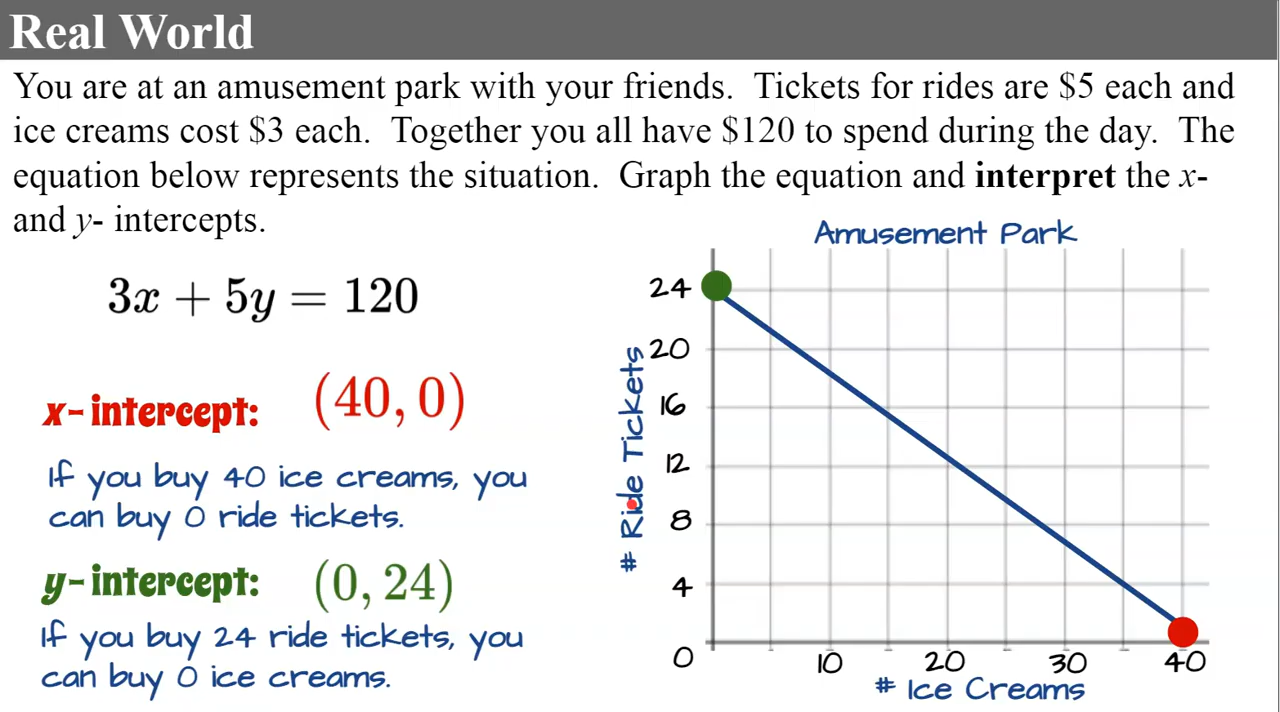 Real World
You are at an amusement park with your friends.  Tickets for rides are $5 each and
ice creams cost $3 each.  Together you all have $120 to spend during the day.  The
equation below represents the situation.  Graph the equation and interpret the x-
and y- intercepts.
3x + 5y = 120
x- intercept: (40, 0)
If you buy 40 ice creams, you
can buy 0 ride tickets.
y- intercept: (0, 24)
If you buy 24 ride tickets, you
can buy 0 ice creams.
Amusement Park
# Ride Tickets
24
20
16
12
8
4
0
10 20 30 40
# Ice Creams